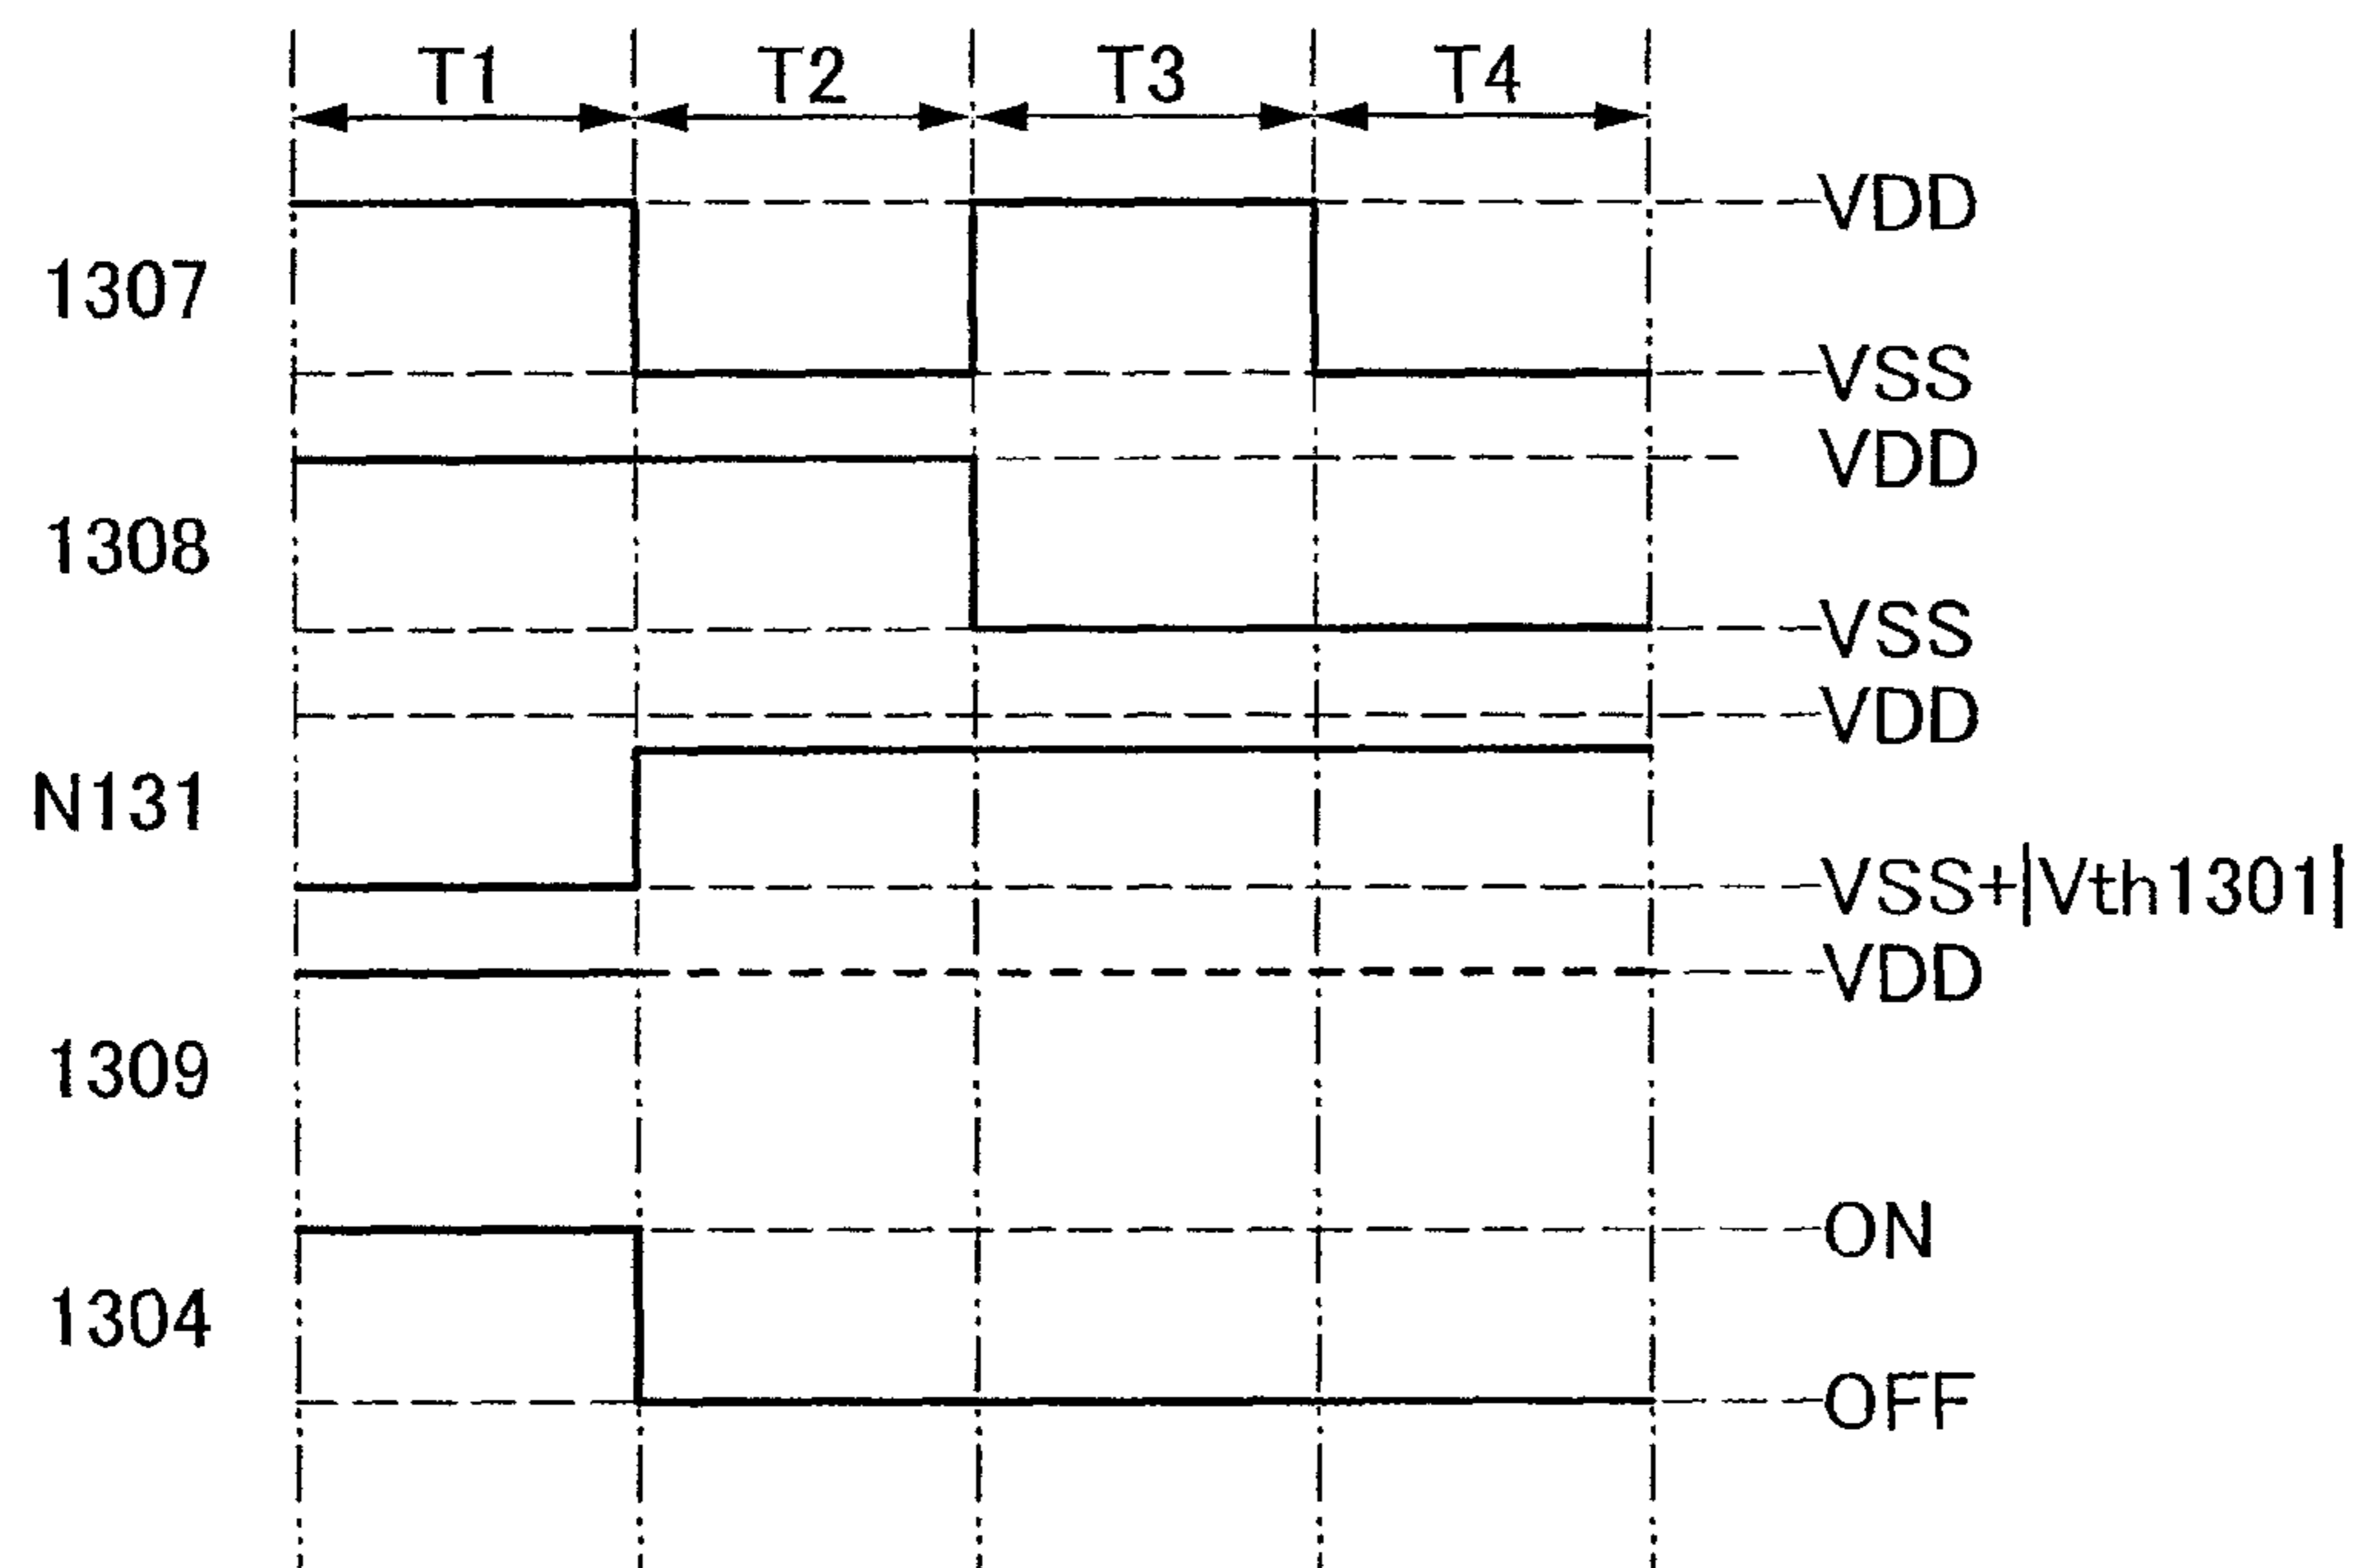 T1 T2 T3 T4
VDD
1307
VSS
VDD
1308
VSS
VDD
N131
VSS+|Vth1301|
VDD
1309
ON
1304
OFF